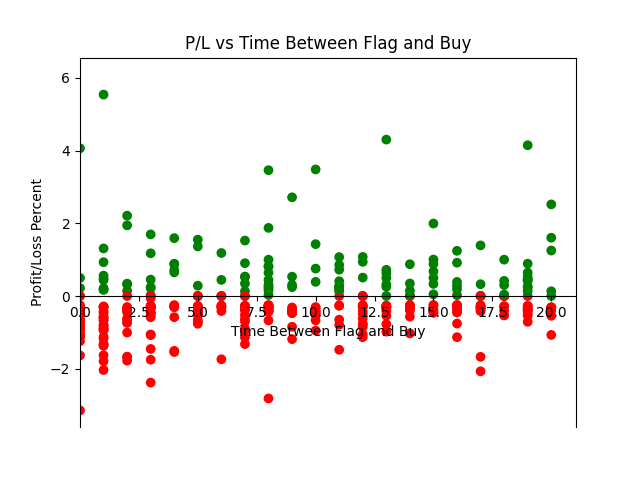 P/L vs Time Between Flag and Buy
Profit/Loss Percent
6
4
2
0
−2
0.0 2.5 5.0 7.5 10.0 12.5 15.0 17.5 20.0
Time Between Flag and Buy